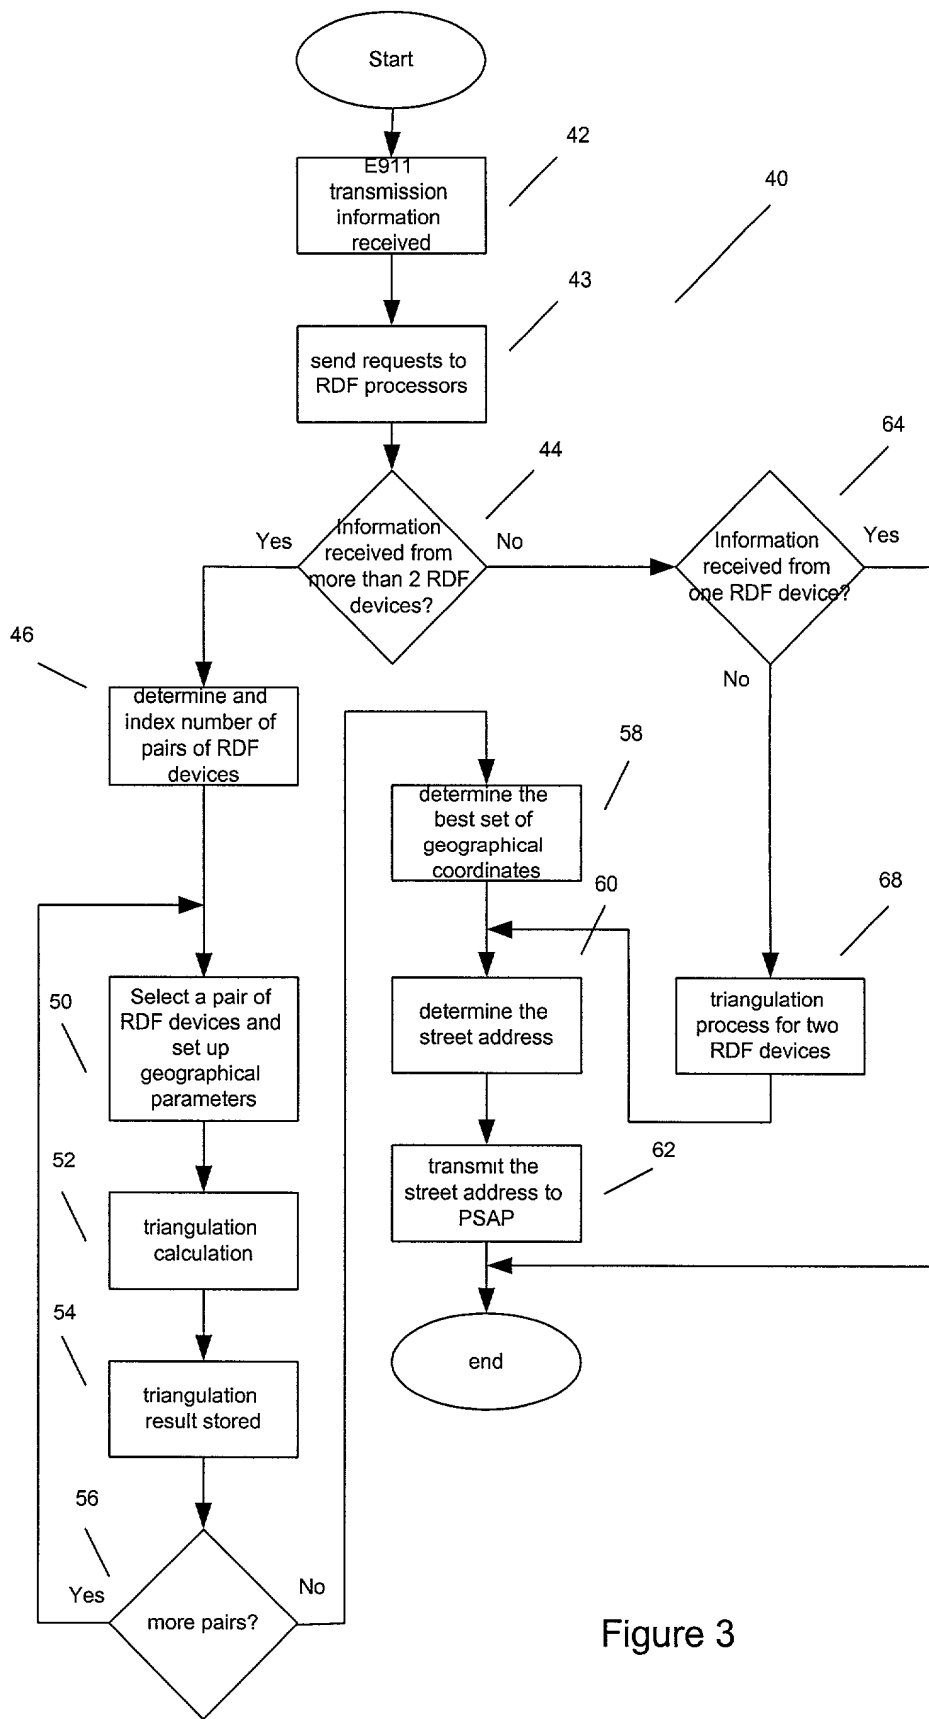 Start
42
E911
transmission
information
received
40
43
send requests to
RDF processors
44
64
Yes
Information
received from
more than 2 RDF
devices?
No
Information
received from
one RDF device?
Yes
No
46
determine and
index number of
pairs of RDF
devices
58
determine the
best set of
geographical
coordinates
60
68
50
Select a pair of
RDF devices and
set up
geographical
parameters
determine the
street address
triangulation
process for two
RDF devices
52
triangulation
calculation
62
transmit the
street address to
PSAP
54
triangulation
result stored
end
56
Yes
more pairs?
No
Figure 3